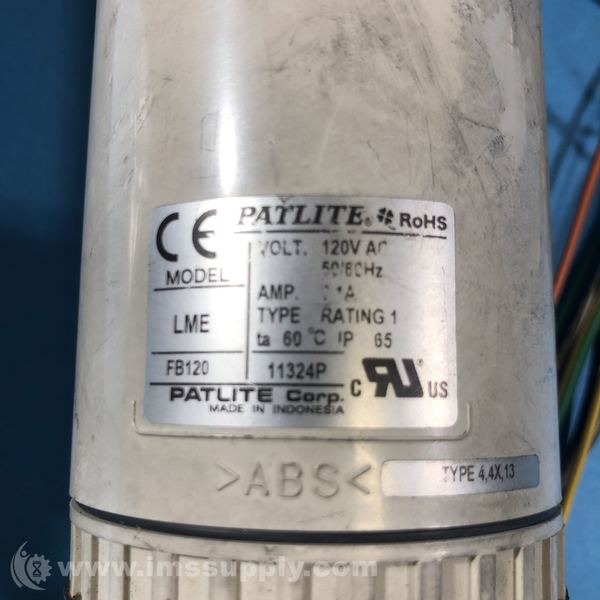 CE PATLITE® RoHS
MODEL
LME
FB120
VOLT. 120V AC
50/60Hz
AMP.
TYPE RATING 1
ta 60°C IP 65
11324P
PATLITE Corp.
MADE IN INDONESIA
C RU US
>ABS<
TYPE 4,4X,13
www.imssupply.com